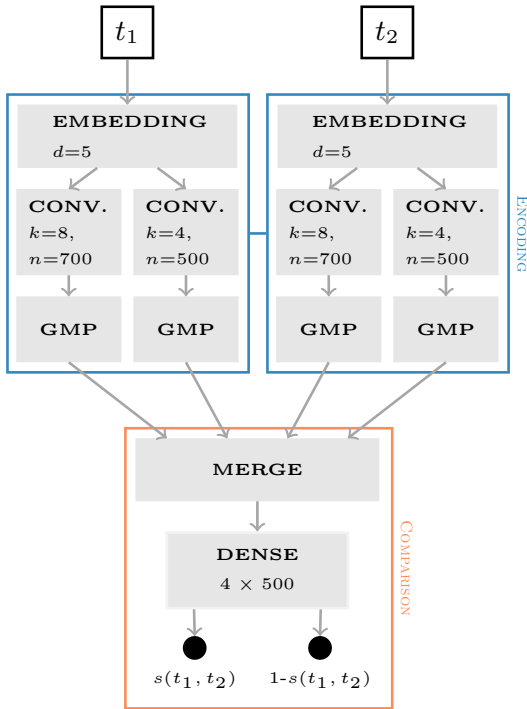 t₁
t₂
EMBEDDING
d=5
EMBEDDING
d=5
CONV.
k=8,
n=700
CONV.
k=4,
n=500
CONV.
k=8,
n=700
CONV.
k=4,
n=500
ENCODING
GMP
GMP
GMP
GMP
MERGE
DENSE
4 × 500
COMPARISON
s(t₁, t₂)
1-s(t₁, t₂)